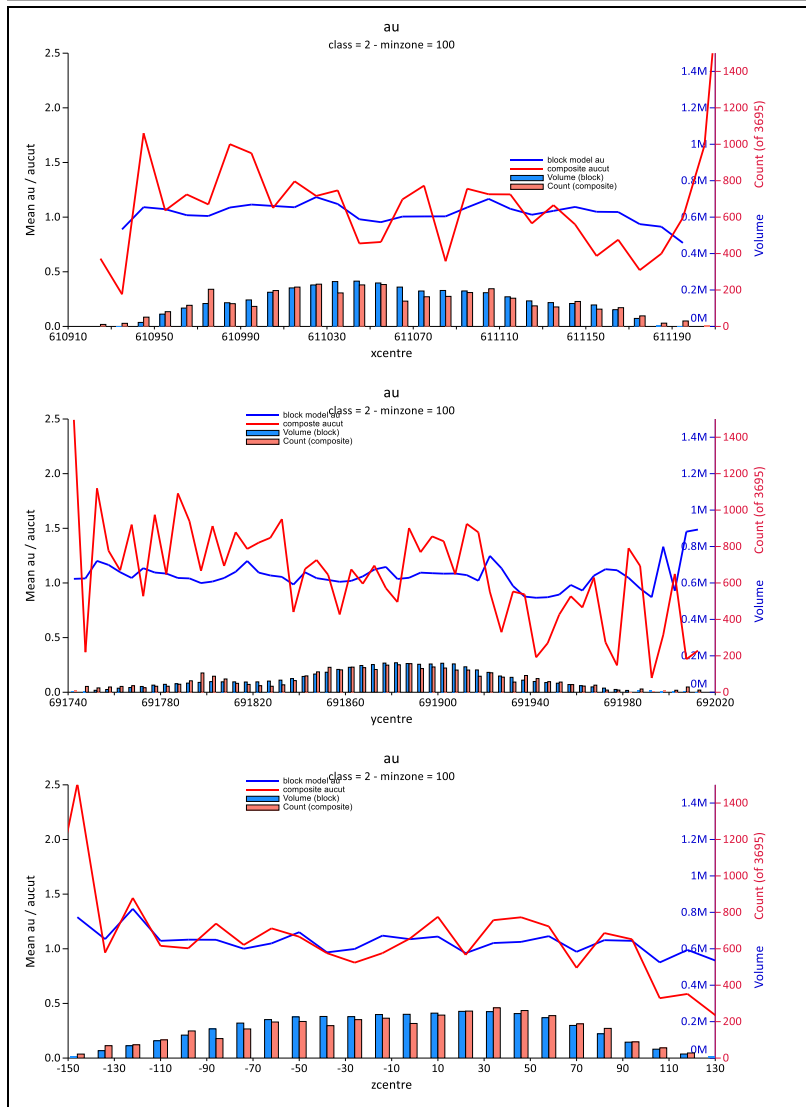 au
class = 2 - minzone = 100
2.5
2.0
1.5
1.0
0.5
0.0
Mean au / aucut
1.4M
1.2M
1M
0.8M
0.6M
0.4M
0.2M
0M
Volume
1400
1200
1000
800
600
400
200
0
Count (of 3695)
block model au
composite aucut
Volume (block)
Count (composite)
610910 610950 610990 611030 611070 611110 611150 611190
xcentre
au
class = 2 - minzone = 100
block model au
composte aucut
Volume (block)
Count (composite)
2.5
2.0
1.5
1.0
0.5
0.0
Mean au / aucut
1.4M
1.2M
1M
0.8M
0.6M
0.4M
0.2M
0M
Volume
1400
1200
1000
800
600
400
200
0
Count (of 3695)
691740 691780 691820 691860 691900 691940 691980 692020
ycentre
au
class = 2 - minzone = 100
block model au
composite aucut
Volume (block)
Count (composite)
2.5
2.0
1.5
1.0
0.5
0.0
Mean au / aucut
1.4M
1.2M
1M
0.8M
0.6M
0.4M
0.2M
0M
Volume
1400
1200
1000
800
600
400
200
0
Count (of 3695)
-150 -130 -110 -90 -70 -50 -30 -10 10 30 50 70 90 110 130
zcentre